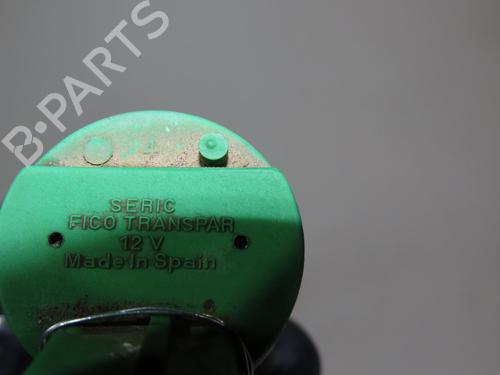 B-PARTS
SERIC
FICO TRANSPAR
12 V
Made In Spain